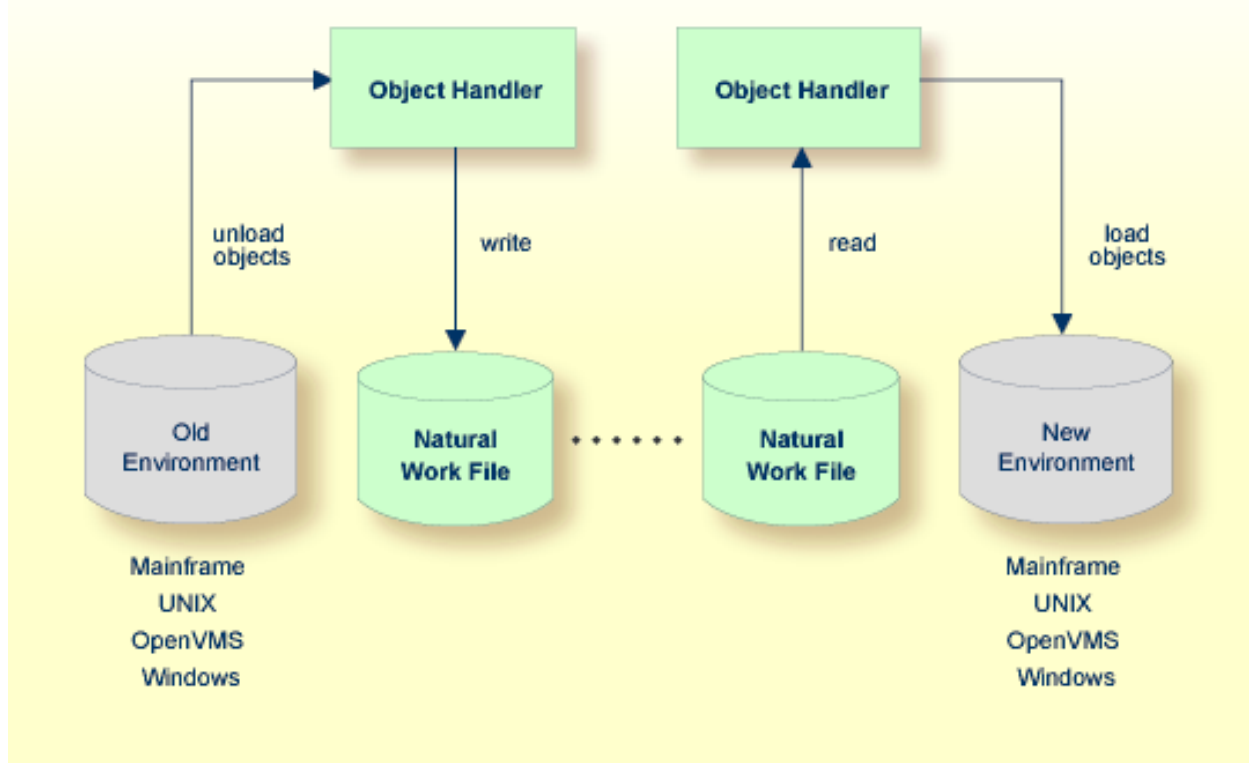 Object Handler
Object Handler
unload
objects
write
read
load
objects
Old
Environment
Natural
Work File
Natural
Work File
New
Environment
Mainframe
UNIX
OpenVMS
Windows
Mainframe
UNIX
OpenVMS
Windows